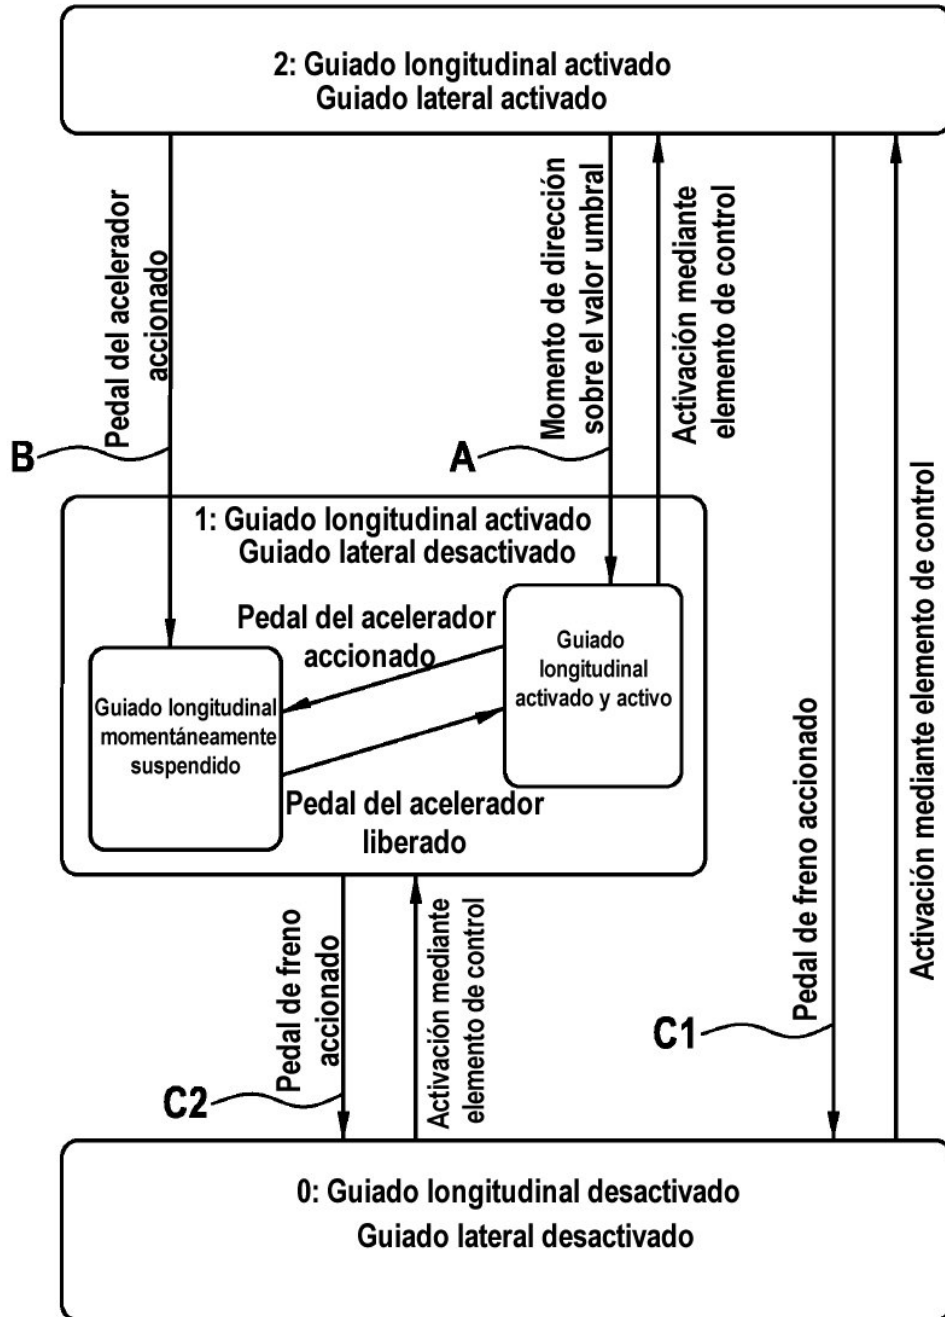 2: Guiado longitudinal activado
Guiado lateral activado
Pedal del acelerador
accionado
Momento de dirección
sobre el valor umbral
Activación mediante
elemento de control
B
A
1: Guiado longitudinal activado
Guiado lateral desactivado
Pedal del acelerador
accionado
Guiado
longitudinal
activado y activo
Guiado longitudinal
momentáneamente
suspendido
Pedal del acelerador
liberado
Pedal de freno accionado
Activación mediante elemento de control
Pedal de freno
accionado
Activación mediante
elemento de control
C1
C2
0: Guiado longitudinal desactivado
Guiado lateral desactivado